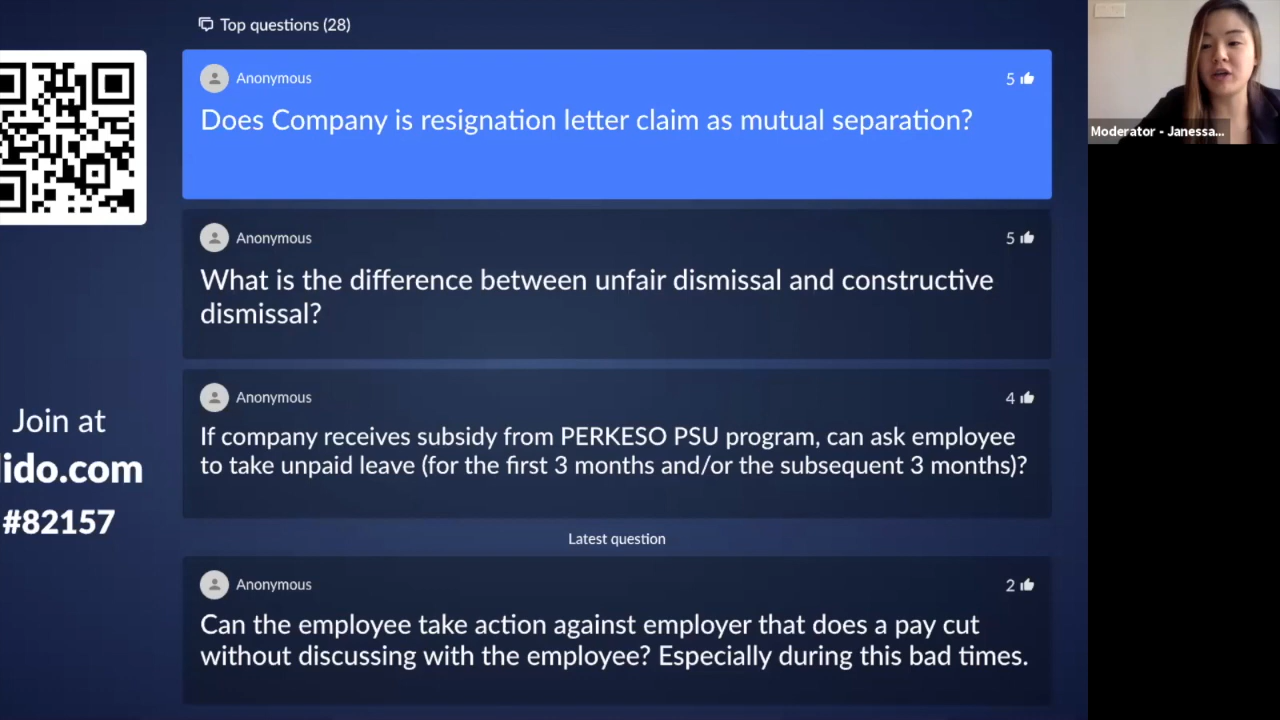 Top questions (28)
Anonymous
5
Does Company is resignation letter claim as mutual separation?
Anonymous
5
What is the difference between unfair dismissal and constructive
dismissal?
Anonymous
4
If company receives subsidy from PERKESO PSU program, can ask employee
to take unpaid leave (for the first 3 months and/or the subsequent 3 months)?
Latest question
Anonymous
2
Can the employee take action against employer that does a pay cut
without discussing with the employee? Especially during this bad times.
Join at
lido.com
#82157
Moderator - Janessa...